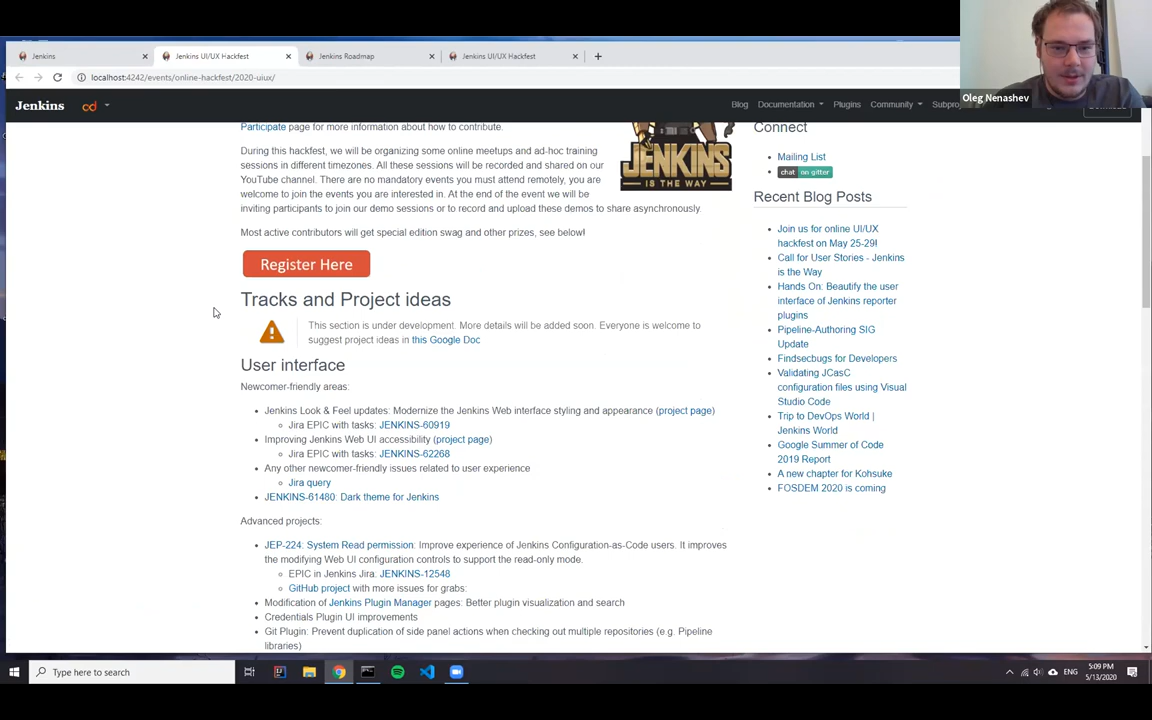 Jenkins
Jenkins UI/UX Hackfest
Jenkins Roadmap
Jenkins UI/UX Hackfest
localhost:4242/events/online-hackfest/2020-uiux/
Oleg Nenashev
Jenkins
cd
Blog
Documentation
Plugins
Community
Participate page for more information about how to contribute.
During this hackfest, we will be organizing some online meetups and ad-hoc training
sessions in different timezones. All these sessions will be recorded and shared on our
YouTube channel. There are no mandatory events you must attend remotely, you are
welcome to join the events you are interested in. At the end of the event we will be
inviting participants to join our demo sessions or to record and upload these demos to share asynchronously.
Most active contributors will get special edition swag and other prizes, see below!
JENKINS
IS THE WAY
Register Here
Tracks and Project ideas
This section is under development. More details will be added soon. Everyone is welcome to
suggest project ideas in this Google Doc
User interface
Newcomer-friendly areas:
Jenkins Look & Feel updates: Modernize the Jenkins Web interface styling and appearance (project page)
Jira EPIC with tasks: JENKINS-60919
Improving Jenkins Web UI accessibility (project page)
Jira EPIC with tasks: JENKINS-62268
Any other newcomer-friendly issues related to user experience
Jira query
JENKINS-61480: Dark theme for Jenkins
Advanced projects:
JEP-224: System Read permission: Improve experience of Jenkins Configuration-as-Code users. It improves
the modifying Web UI configuration controls to support the read-only mode.
EPIC in Jenkins Jira: JENKINS-12548
GitHub project with more issues for grabs:
Modification of Jenkins Plugin Manager pages: Better plugin visualization and search
Credentials Plugin UI improvements
Git Plugin: Prevent duplication of side panel actions when checking out multiple repositories (e.g. Pipeline
libraries)
Connect
Mailing List
chat on gitter
Recent Blog Posts
Join us for online UI/UX
hackfest on May 25-29!
Call for User Stories - Jenkins
is the Way
Hands On: Beautify the user
interface of Jenkins reporter
plugins
Pipeline-Authoring SIG
Update
Findsecbugs for Developers
Validating JCasC
configuration files using Visual
Studio Code
Trip to DevOps World |
Jenkins World
Google Summer of Code
2019 Report
A new chapter for Kohsuke
FOSDEM 2020 is coming
Type here to search
ENG
5:09 PM
5/13/2020